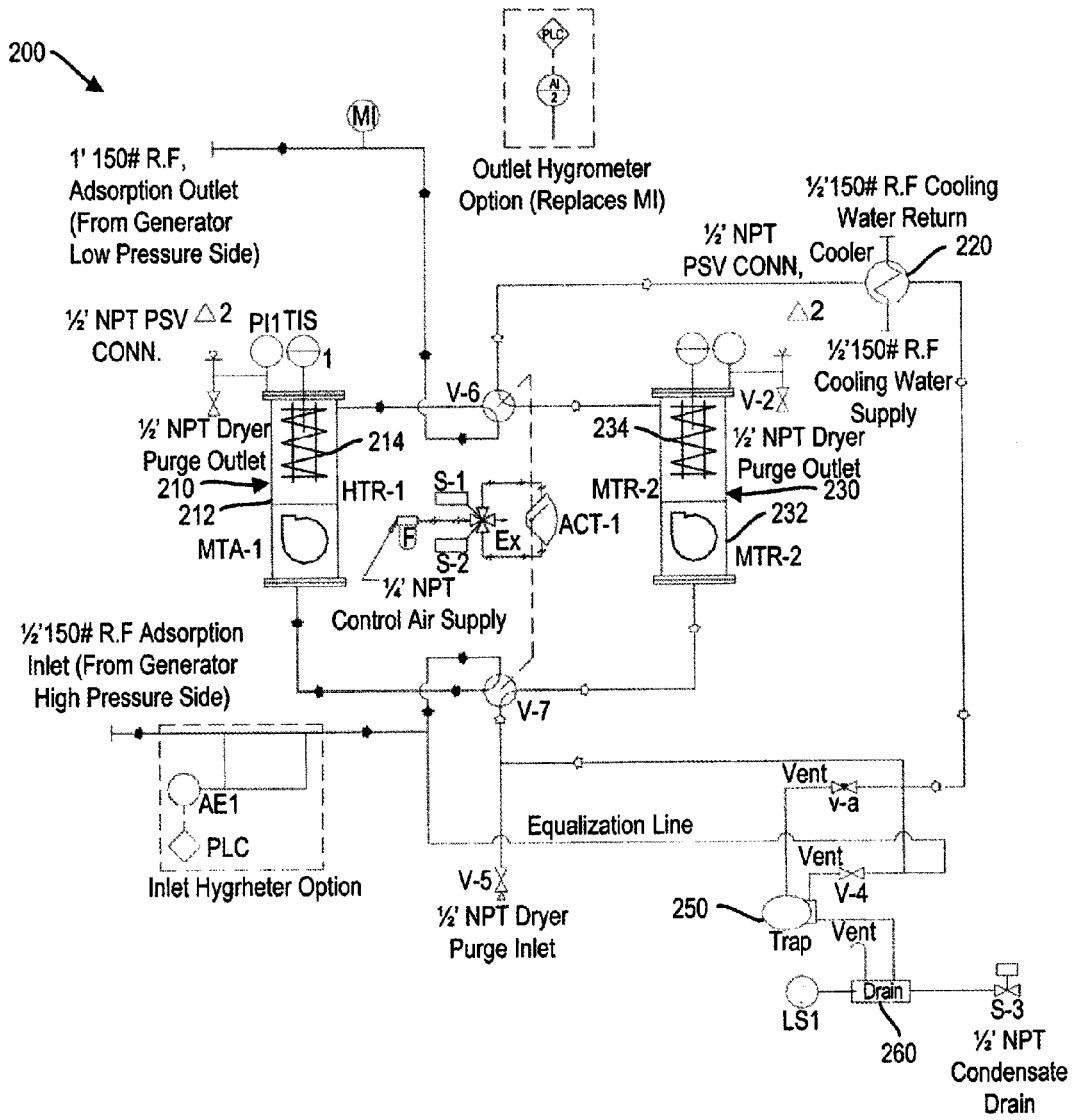 200
PLC
AI
2
MI
1' 150# R.F,
Adsorption Outlet
(From Generator
Low Pressure Side)
Outlet Hygrometer
Option (Replaces MI)
½'150# R.F Cooling
Water Return
½' NPT
PSV CONN,
Cooler
220
½' NPT PSV
CONN.
2
PI1
TIS
1
2
½'150# R.F
Cooling Water
Supply
V-6
V-2
½' NPT Dryer
Purge Outlet
214
234
½' NPT Dryer
Purge Outlet
210
HTR-1
212
MTA-1
S-1
F
S-2
Ex
ACT-1
MTR-2
230
232
MTR-2
¼' NPT
Control Air Supply
½'150# R.F Adsorption
Inlet (From Generator
High Pressure Side)
V-7
AE1
PLC
Inlet Hygrheter Option
Equalization Line
Vent
v-a
Vent
V-4
V-5
½' NPT Dryer
Purge Inlet
250
Trap
Vent
LS1
Drain
260
S-3
½' NPT
Condensate
Drain